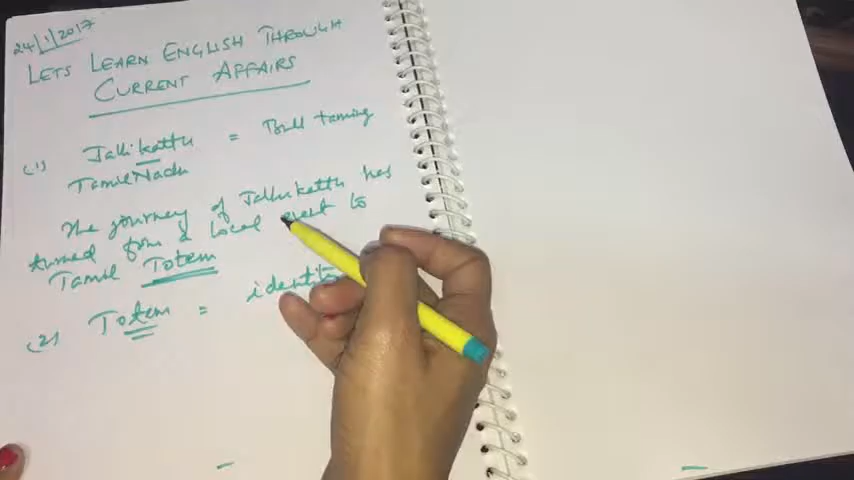 24/1/2017
LETS LEARN ENGLISH THROUGH
CURRENT AFFAIRS
(1) Jallikattu = Bull taming
TamilNadu
The journey of Jallikattu has
turned from a local event to
Tamil Totem
(2) Totem =